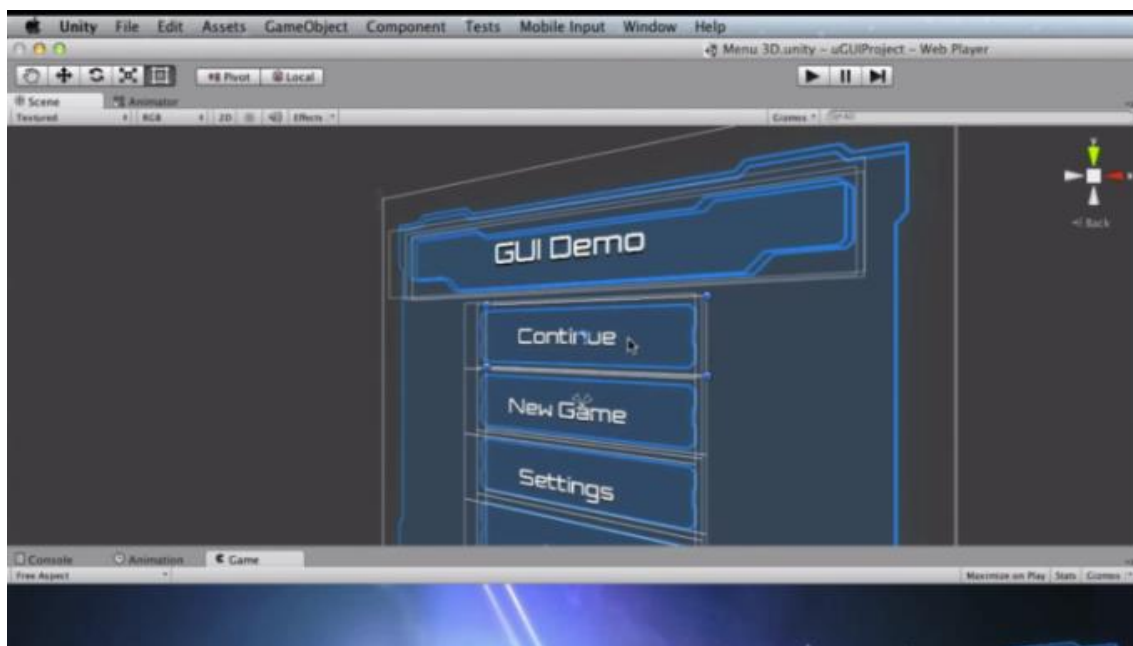 Unity File Edit Assets GameObject Component Tests Mobile Input Window Help
Menu 3D.unity – uGUIProject – Web Player
Pivot Local
Scene Animator
Textured RGB 2D Effects Gizmos
Back
GUI Demo
Continue
New Game
Settings
Console Animation Game
Free Aspect Maximize on Play Stats Gizmos